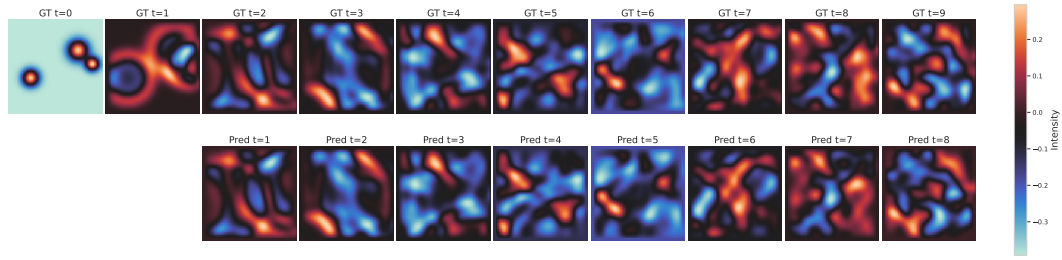 GT t=0 GT t=1 GT t=2 GT t=3 GT t=4 GT t=5 GT t=6 GT t=7 GT t=8 GT t=9
Pred t=1 Pred t=2 Pred t=3 Pred t=4 Pred t=5 Pred t=6 Pred t=7 Pred t=8
0.3
0.2
0.1
0.0
−0.1
−0.2
−0.3
Intensity